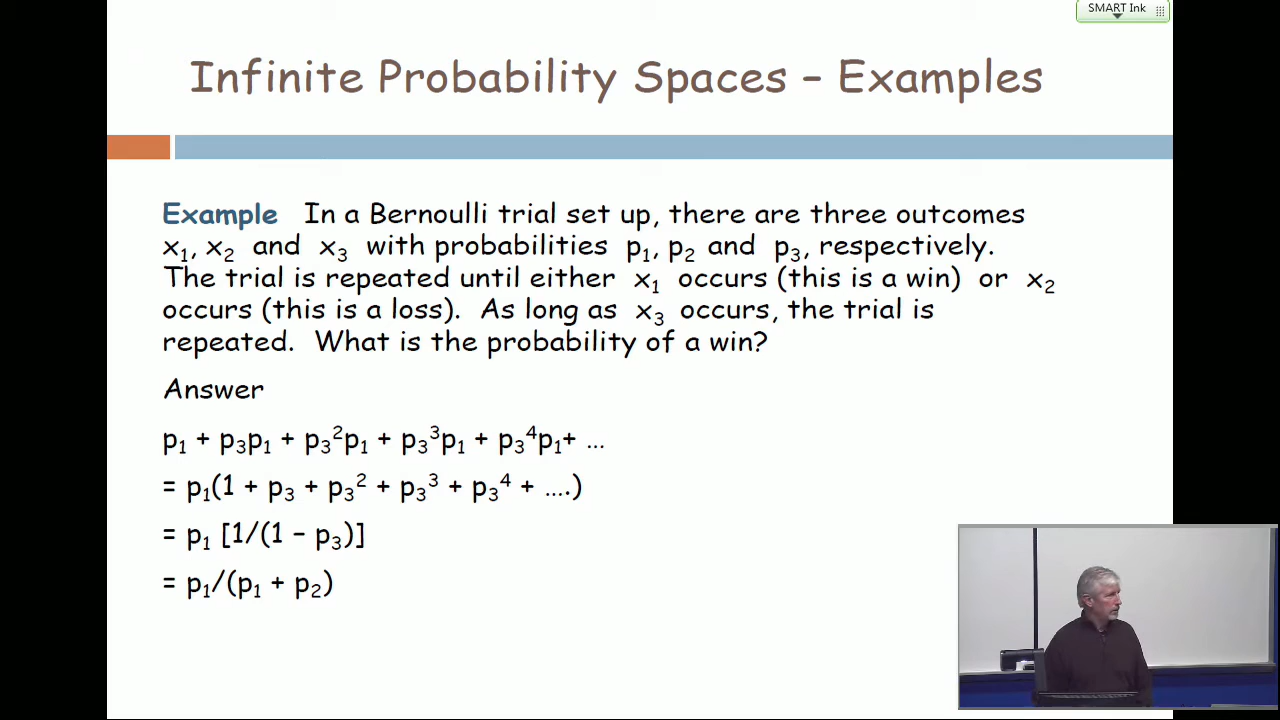 SMART Ink
Infinite Probability Spaces – Examples
Example In a Bernoulli trial set up, there are three outcomes
x₁, x₂ and x₃ with probabilities p₁, p₂ and p₃, respectively.
The trial is repeated until either x₁ occurs (this is a win) or x₂
occurs (this is a loss). As long as x₃ occurs, the trial is
repeated. What is the probability of a win?
Answer
p₁ + p₃p₁ + p₃²p₁ + p₃³p₁ + p₃⁴p₁+ …
= p₁(1 + p₃ + p₃² + p₃³ + p₃⁴ + ….)
= p₁ [1/(1 – p₃)]
= p₁/(p₁ + p₂)